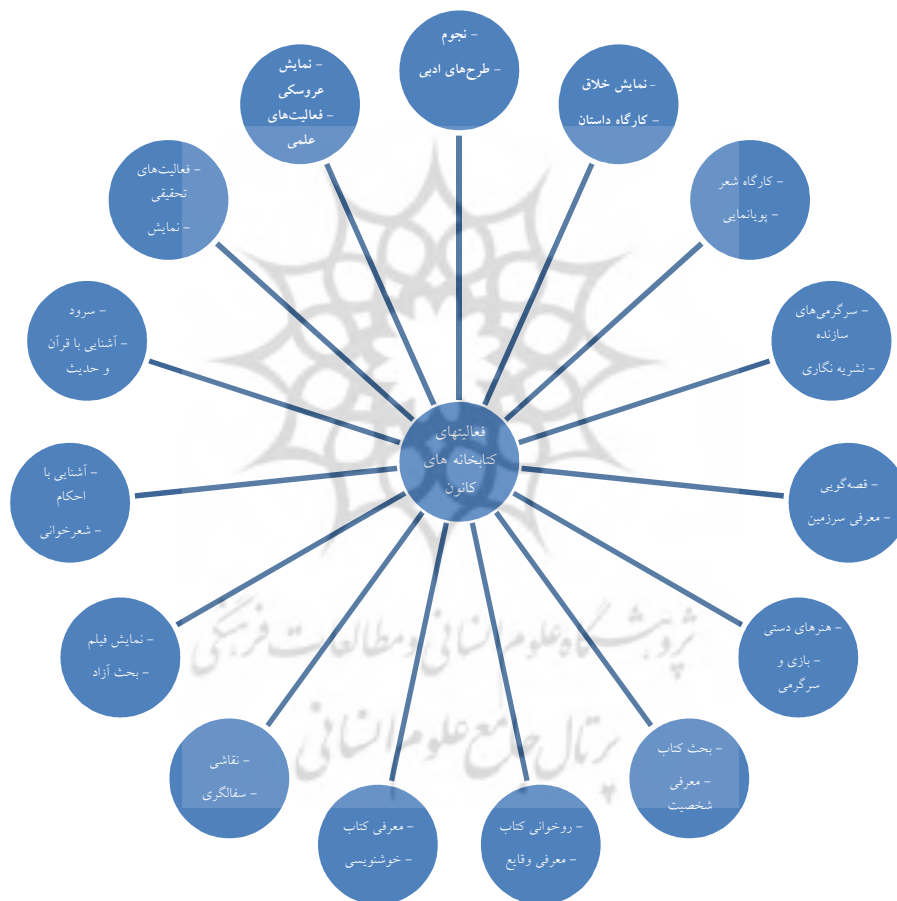 - نجوم
- طرح‌های ادبی
- نمایش خلاق
- کارگاه داستان
- کارگاه شعر
- پویانمایی
- سرگرمی‌های
سازنده
- نشریه نگاری
- قصه‌گویی
- معرفی سرزمین
- هنرهای دستی
- بازی و
سرگرمی
- بحث کتاب
- معرفی
شخصیت
- روخوانی کتاب
- معرفی وقایع
- معرفی کتاب
- خوشنویسی
- نقاشی
- سفالگری
- نمایش فیلم
- بحث آزاد
- آشنایی با
احکام
- شعرخوانی
- سرود
- آشنایی با قرآن
و حدیث
- فعالیت‌های
تحقیقی
- نمایش
- نمایش
عروسکی
- فعالیت‌های
علمی
فعالیتهای
کتابخانه های
کانون
پژوهشگاه علوم انسانی و مطالعات فرهنگی
پرتال جامع علوم انسانی